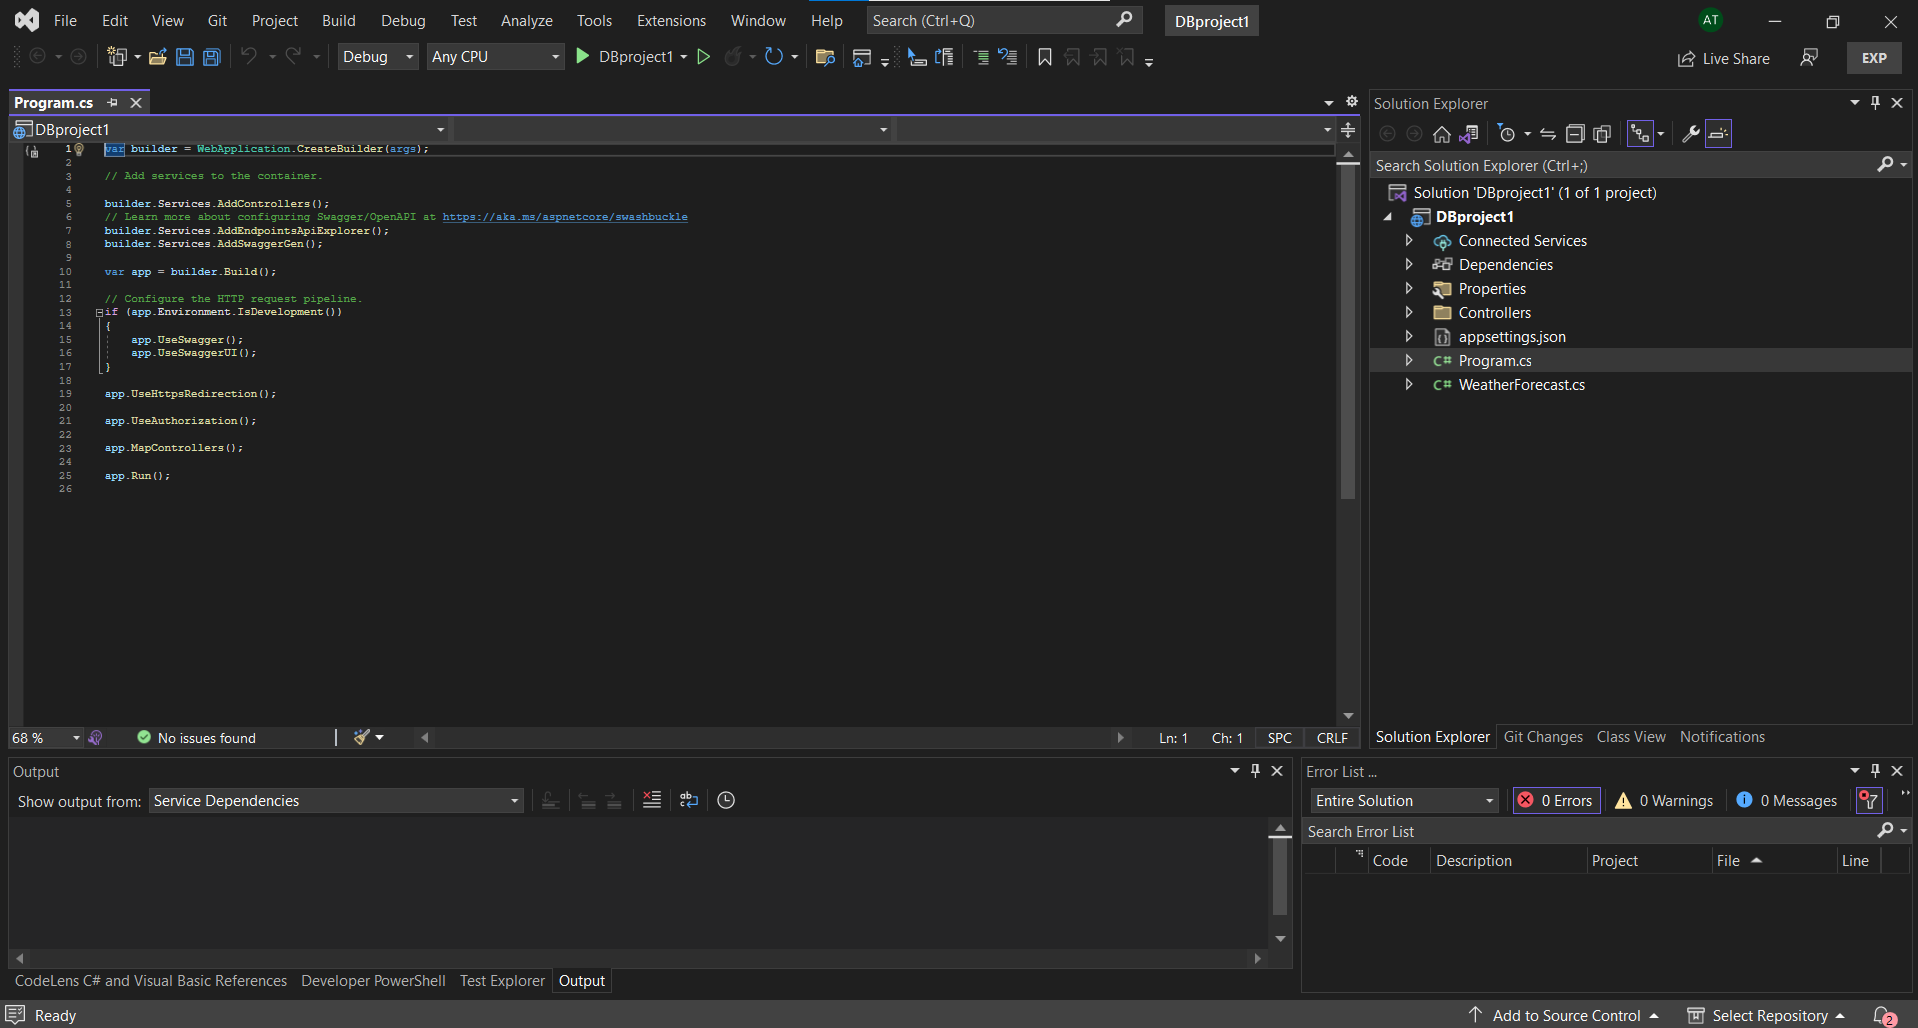 File Edit View Git Project Build Debug Test Analyze Tools Extensions Window Help Search (Ctrl+Q) DBproject1 AT
Debug Any CPU DBproject1 Live Share EXP
Program.cs
DBproject1
1 var builder = WebApplication.CreateBuilder(args);
2
3 // Add services to the container.
4
5 builder.Services.AddControllers();
6 // Learn more about configuring Swagger/OpenAPI at https://aka.ms/aspnetcore/swashbuckle
7 builder.Services.AddEndpointsApiExplorer();
8 builder.Services.AddSwaggerGen();
9
10 var app = builder.Build();
11
12 // Configure the HTTP request pipeline.
13 if (app.Environment.IsDevelopment())
14 {
15 app.UseSwagger();
16 app.UseSwaggerUI();
17 }
18
19 app.UseHttpsRedirection();
20
21 app.UseAuthorization();
22
23 app.MapControllers();
24
25 app.Run();
26
68 % No issues found Ln: 1 Ch: 1 SPC CRLF
Solution Explorer
Search Solution Explorer (Ctrl+;)
Solution 'DBproject1' (1 of 1 project)
DBproject1
Connected Services
Dependencies
Properties
Controllers
appsettings.json
C# Program.cs
C# WeatherForecast.cs
Solution Explorer Git Changes Class View Notifications
Output
Show output from: Service Dependencies
CodeLens C# and Visual Basic References Developer PowerShell Test Explorer Output
Error List ...
Entire Solution 0 Errors 0 Warnings 0 Messages
Search Error List
Code Description Project File Line
Ready Add to Source Control Select Repository 2